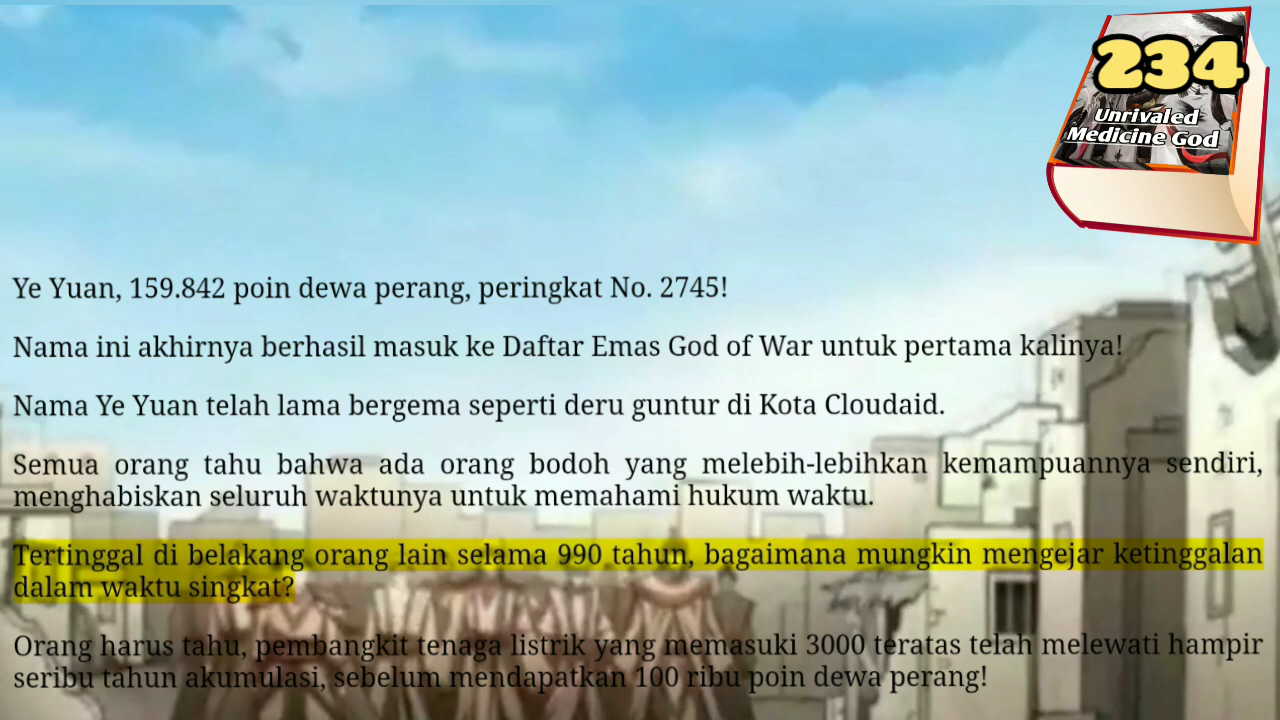 234
Unrivaled
Medicine God
Ye Yuan, 159.842 poin dewa perang, peringkat No. 2745!
Nama ini akhirnya berhasil masuk ke Daftar Emas God of War untuk pertama kalinya!
Nama Ye Yuan telah lama bergema seperti deru guntur di Kota Cloudaid.
Semua orang tahu bahwa ada orang bodoh yang melebih-lebihkan kemampuannya sendiri,
menghabiskan seluruh waktunya untuk memahami hukum waktu.
Tertinggal di belakang orang lain selama 990 tahun, bagaimana mungkin mengejar ketinggalan
dalam waktu singkat?
Orang harus tahu, pembangkit tenaga listrik yang memasuki 3000 teratas telah melewati hampir
seribu tahun akumulasi, sebelum mendapatkan 100 ribu poin dewa perang!